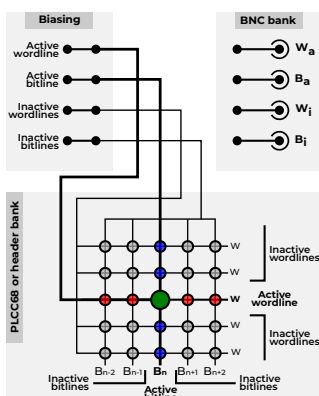 Biasing
BNC bank
Active
wordline
Active
bitline
Inactive
wordlines
Inactive
bitlines
Wa
Ba
Wi
Bi
PLCC68 or header bank
W
W
W
W
W
Inactive
wordlines
Active
wordline
Inactive
wordlines
Bn-2 Bn-1 Bn Bn+1 Bn+2
Inactive
bitlines
Active
Inactive
bitlines